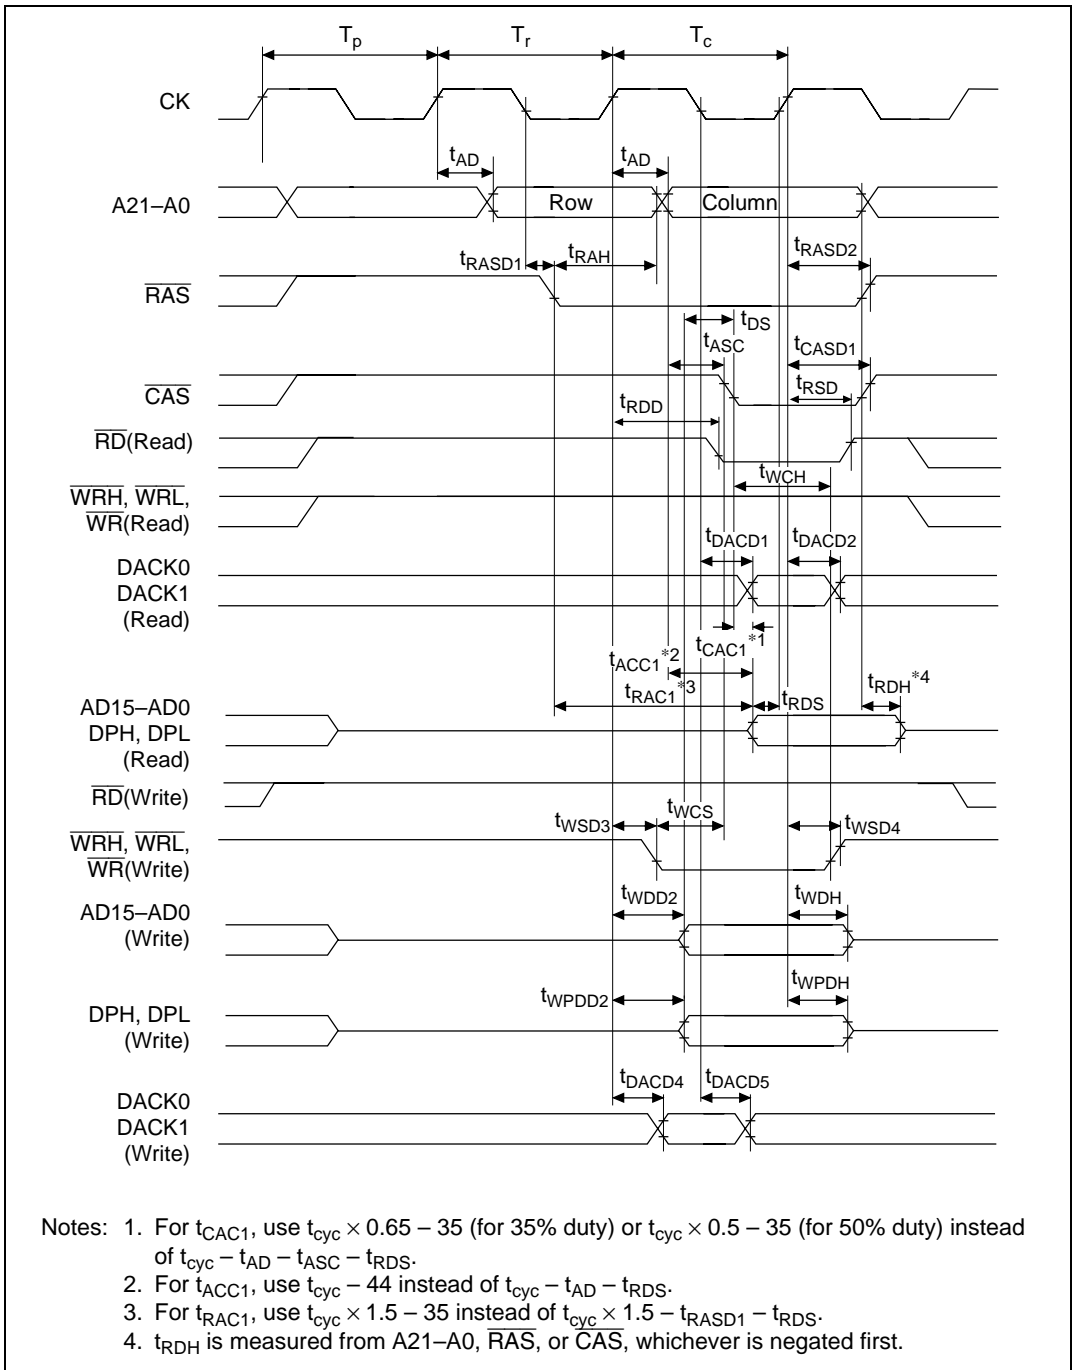 Tp Tr Tc
CK
tAD tAD
A21–A0 Row Column
tRASD1 tRAH tRASD2
RAS
tDS
tASC tCASD1
CAS tRSD
tRDD
RD(Read)
tWCH
WRH, WRL,
WR(Read)
tDACD1 tDACD2
DACK0
DACK1
(Read)
tCAC1*1
tACC1*2
tRAC1*3 tRDS tRDH*4
AD15–AD0
DPH, DPL
(Read)
RD(Write)
tWCS
tWSD3 tWSD4
WRH, WRL,
WR(Write)
tWDD2 tWDH
AD15–AD0
(Write)
tWPDD2 tWPDH
DPH, DPL
(Write)
tDACD4 tDACD5
DACK0
DACK1
(Write)
Notes: 1. For tCAC1, use tcyc × 0.65 – 35 (for 35% duty) or tcyc × 0.5 – 35 (for 50% duty) instead
of tcyc – tAD – tASC – tRDS.
2. For tACC1, use tcyc – 44 instead of tcyc – tAD – tRDS.
3. For tRAC1, use tcyc × 1.5 – 35 instead of tcyc × 1.5 – tRASD1 – tRDS.
4. tRDH is measured from A21–A0, RAS, or CAS, whichever is negated first.